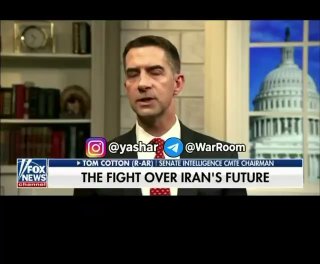 @yashar @WarRoom
TOM COTTON (R-AR) | SENATE INTELLIGENCE CMTE CHAIRMAN
FOX
NEWS
channel
THE FIGHT OVER IRAN'S FUTURE